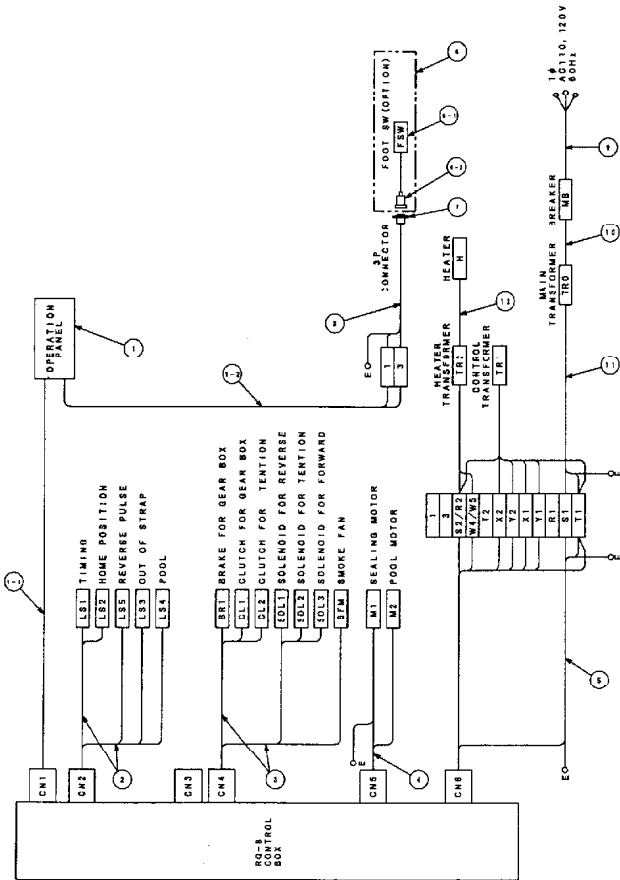 RQ-8
CONTROL
BOX
CN1
CN2
CN3
CN4
CN5
CN6
1-1
OPERATION
PANEL
1
1-2
LS1 TIMING
LS2 HOME POSITION
LS5 REVERSE PULSE
LS3 OUT OF STRAP
LS4 POOL
2
BR1 BRAKE FOR GEAR BOX
CL1 CLUTCH FOR GEAR BOX
CL2 CLUTCH FOR TENTION
SOL1 SOLENOID FOR REVERSE
SOL2 SOLENOID FOR TENTION
SOL3 SOLENOID FOR FORWARD
SFM SMOKE FAN
3
M1 SEALING MOTOR
M2 POOL MOTOR
E
4
1
3
E
8
3P
CONNECTOR
7
FOOT SW (OPTION)
FSW
6
6-1
6-2
1
3
S2/R2
W4/W5
T2
X2
Y2
X1
Y1
R1
S1
T1
E
E
E
5
HEATER
TRANSFORMER
TR2
CONTROL
TRANSFORMER
TR1
12
HEATER
H
11
MEIN
TRANSFORMER
TR0
10
BREAKER
MB
9
1φ
AC110, 120V
60Hz